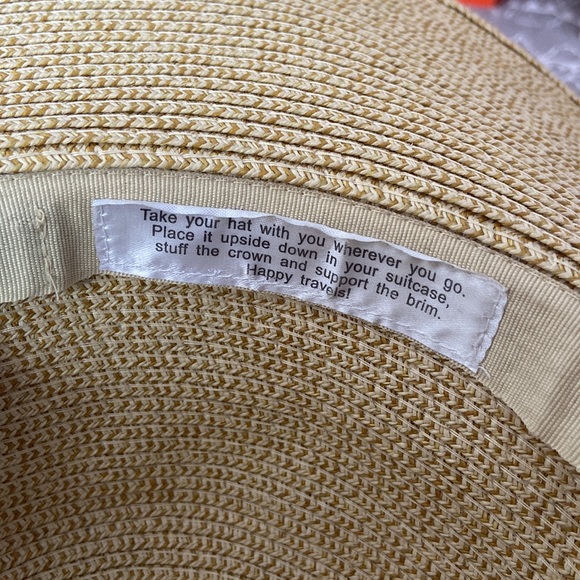 Take your hat with you wherever you go.
Place it upside down in your suitcase,
stuff the crown and support the brim.
Happy travels!